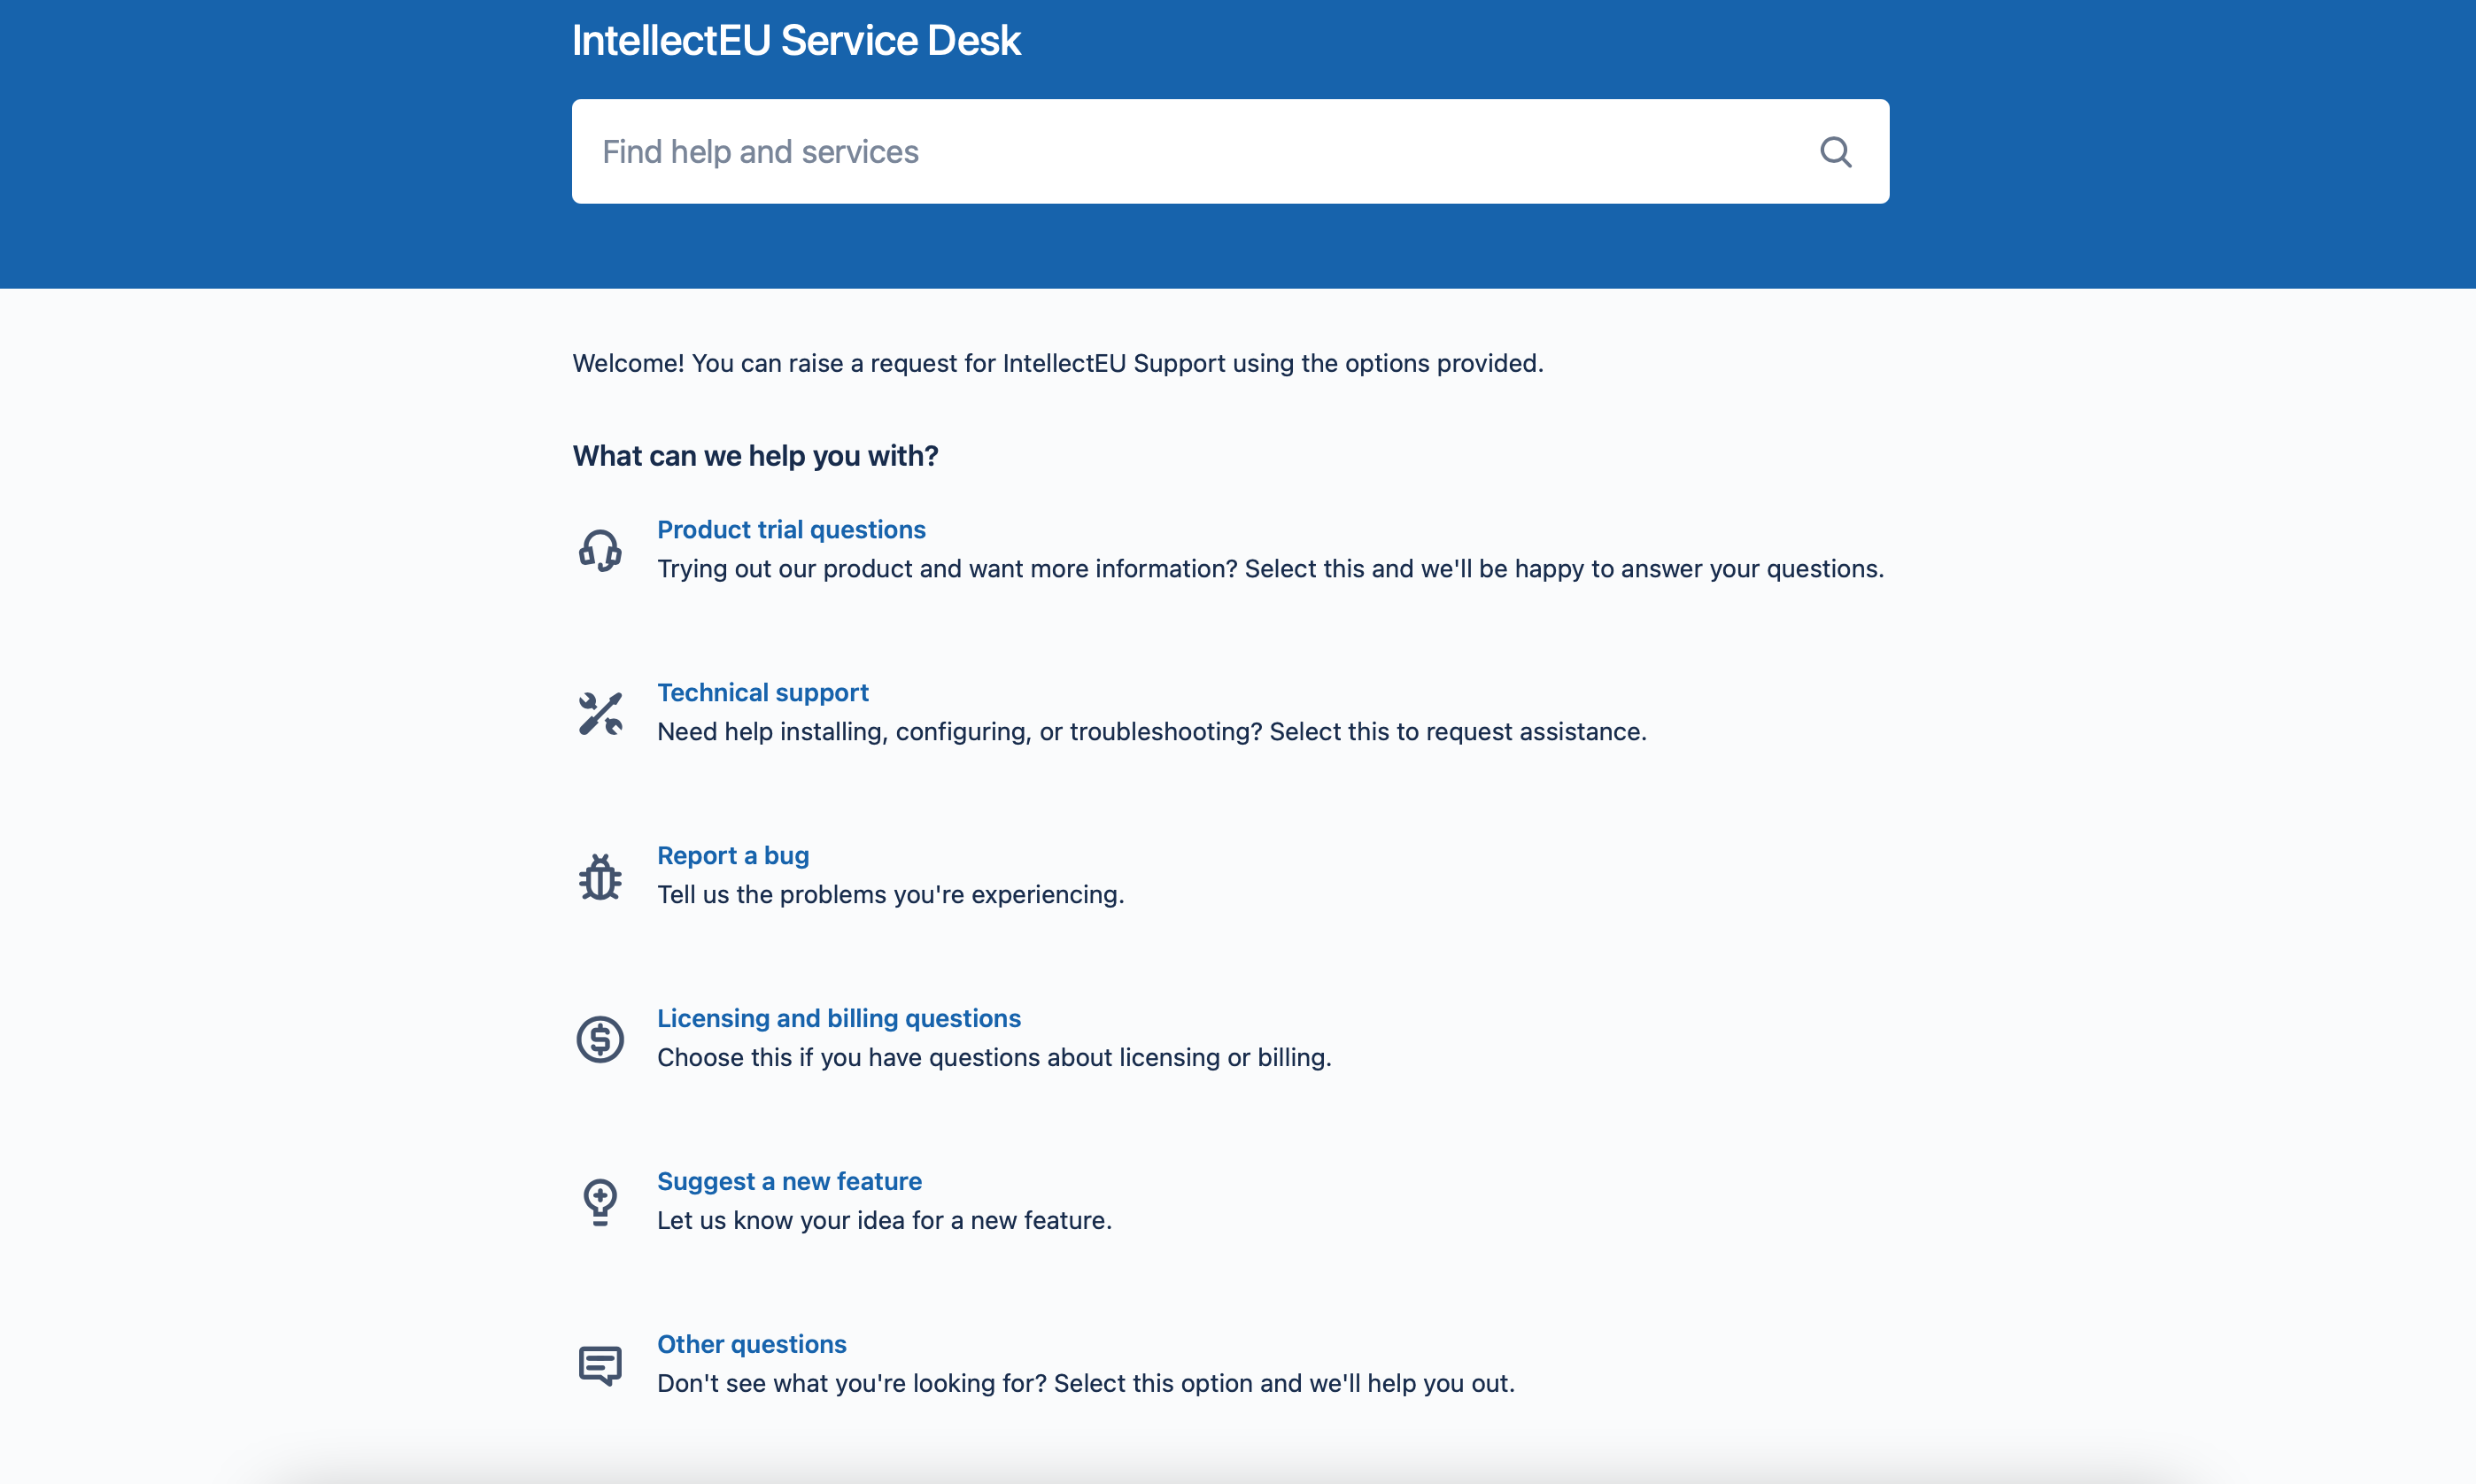 IntellectEU Service Desk
Find help and services
Welcome! You can raise a request for IntellectEU Support using the options provided.
What can we help you with?
Product trial questions
Trying out our product and want more information? Select this and we'll be happy to answer your questions.
Technical support
Need help installing, configuring, or troubleshooting? Select this to request assistance.
Report a bug
Tell us the problems you're experiencing.
Licensing and billing questions
Choose this if you have questions about licensing or billing.
Suggest a new feature
Let us know your idea for a new feature.
Other questions
Don't see what you're looking for? Select this option and we'll help you out.